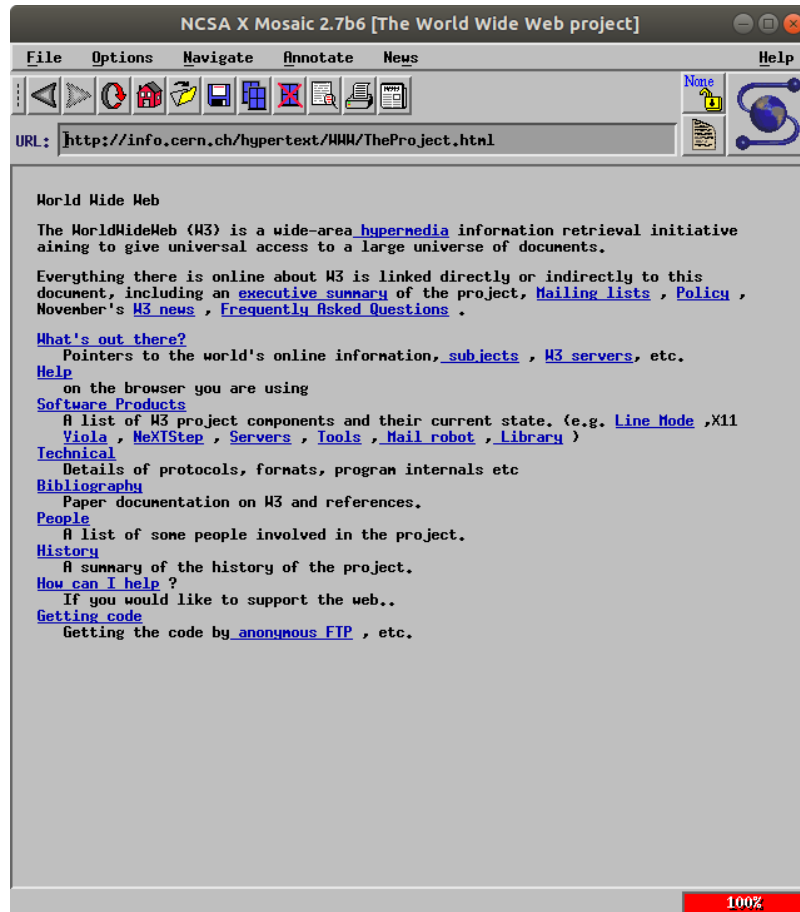 NCSA X Mosaic 2.7b6 [The World Wide Web project]
File Options Navigate Annotate News Help
None
URL: http://info.cern.ch/hypertext/WWW/TheProject.html
World Wide Web
The WorldWideWeb (W3) is a wide-area hypermedia information retrieval initiative
aiming to give universal access to a large universe of documents.
Everything there is online about W3 is linked directly or indirectly to this
document, including an executive summary of the project, Mailing lists , Policy ,
November's W3 news , Frequently Asked Questions .
What's out there?
Pointers to the world's online information, subjects , W3 servers, etc.
Help
on the browser you are using
Software Products
A list of W3 project components and their current state. (e.g. Line Mode ,X11
Viola , NeXTStep , Servers , Tools , Mail robot , Library )
Technical
Details of protocols, formats, program internals etc
Bibliography
Paper documentation on W3 and references.
People
A list of some people involved in the project.
History
A summary of the history of the project.
How can I help ?
If you would like to support the web..
Getting code
Getting the code by anonymous FTP , etc.
100%